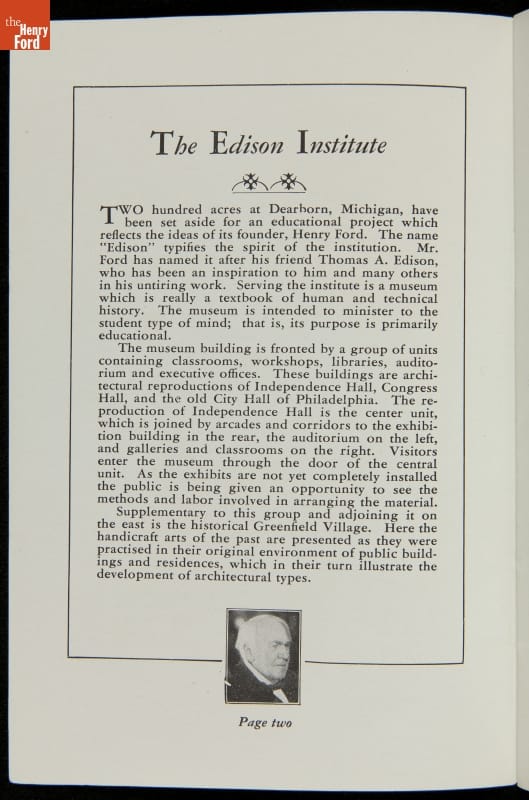 the
Henry
Ford
The Edison Institute
TWO hundred acres at Dearborn, Michigan, have
been set aside for an educational project which
reflects the ideas of its founder, Henry Ford. The name
"Edison" typifies the spirit of the institution. Mr.
Ford has named it after his friend Thomas A. Edison,
who has been an inspiration to him and many others
in his untiring work. Serving the institute is a museum
which is really a textbook of human and technical
history. The museum is intended to minister to the
student type of mind; that is, its purpose is primarily
educational.
The museum building is fronted by a group of units
containing classrooms, workshops, libraries, audito-
rium and executive offices. These buildings are archi-
tectural reproductions of Independence Hall, Congress
Hall, and the old City Hall of Philadelphia. The re-
production of Independence Hall is the center unit,
which is joined by arcades and corridors to the exhibi-
tion building in the rear, the auditorium on the left,
and galleries and classrooms on the right. Visitors
enter the museum through the door of the central
unit. As the exhibits are not yet completely installed
the public is being given an opportunity to see the
methods and labor involved in arranging the material.
Supplementary to this group and adjoining it on
the east is the historical Greenfield Village. Here the
handicraft arts of the past are presented as they were
practised in their original environment of public build-
ings and residences, which in their turn illustrate the
development of architectural types.
Page two